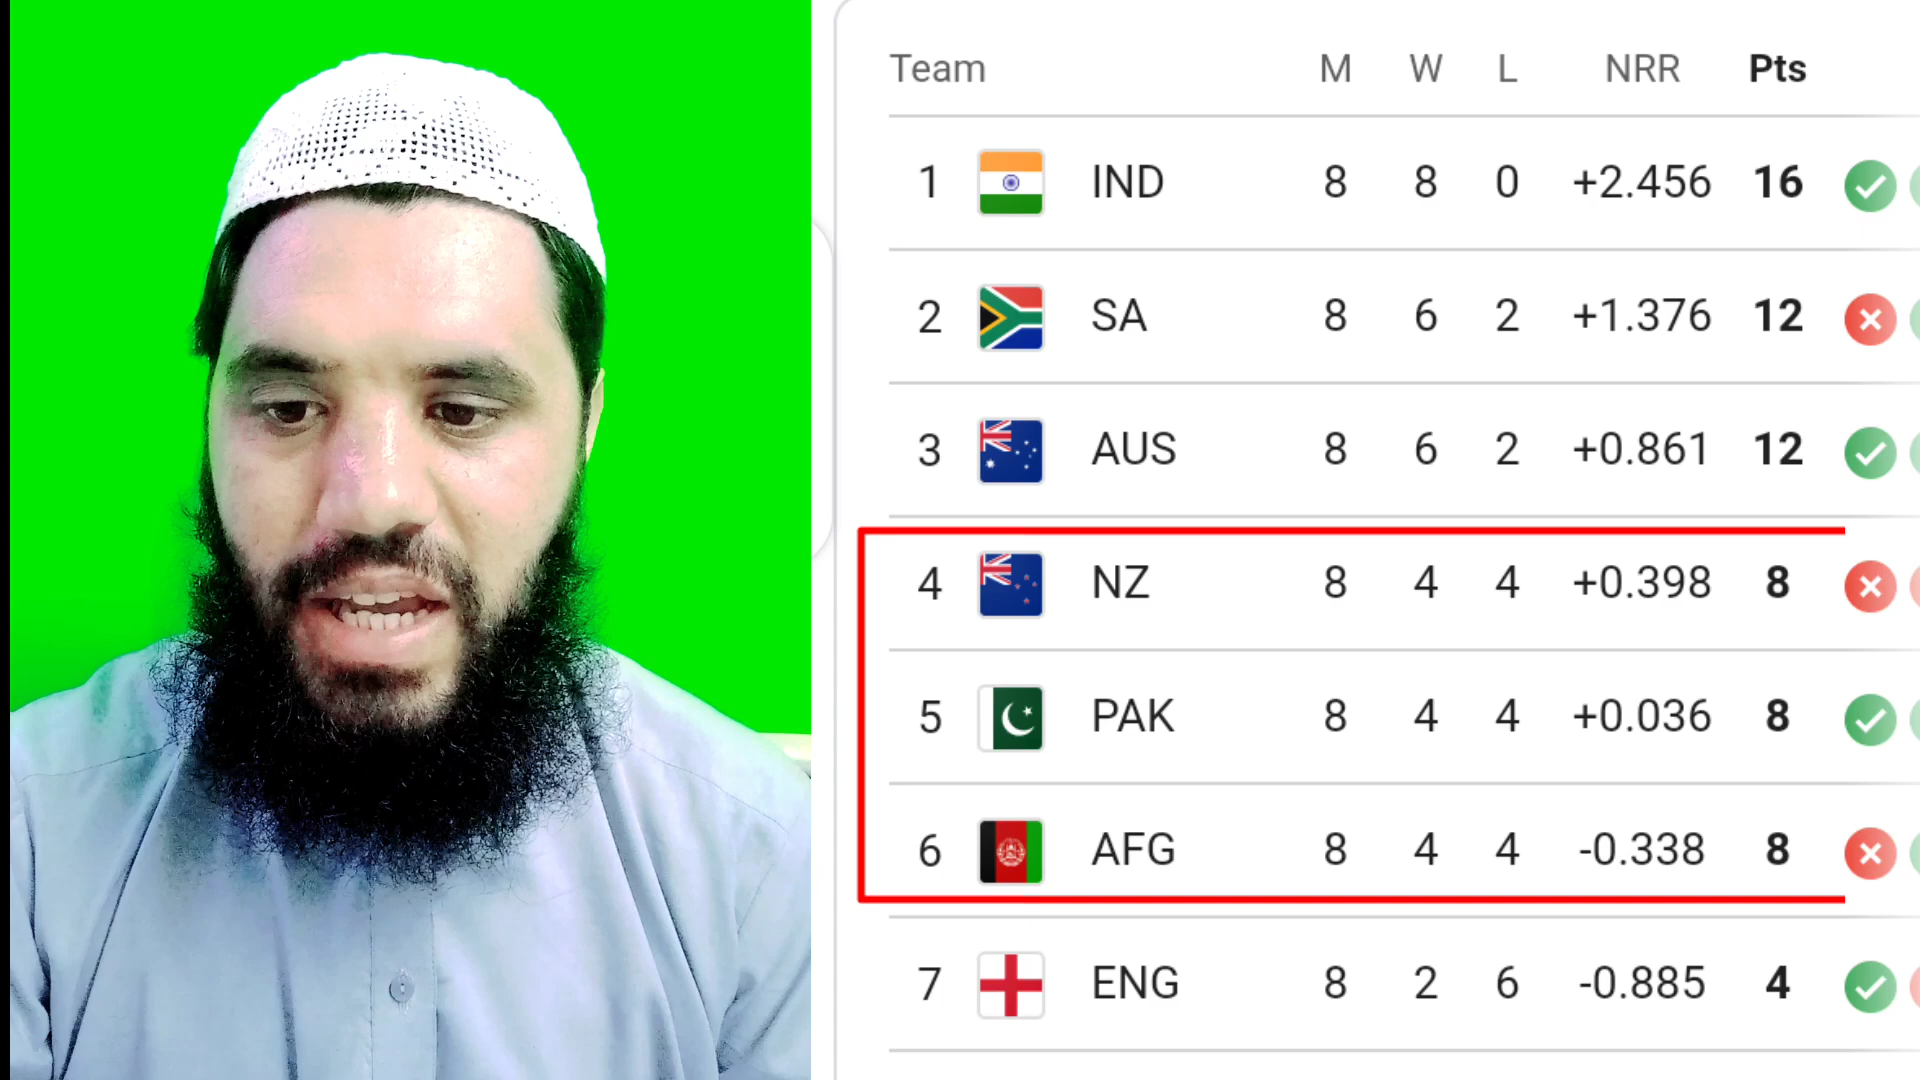 Team M W L NRR Pts
1 IND 8 8 0 +2.456 16
2 SA 8 6 2 +1.376 12
3 AUS 8 6 2 +0.861 12
4 NZ 8 4 4 +0.398 8
5 PAK 8 4 4 +0.036 8
6 AFG 8 4 4 -0.338 8
7 ENG 8 2 6 -0.885 4